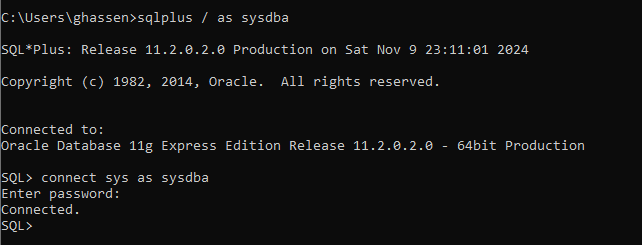 C:\Users\ghassen>sqlplus / as sysdba
SQL*Plus: Release 11.2.0.2.0 Production on Sat Nov 9 23:11:01 2024
Copyright (c) 1982, 2014, Oracle.  All rights reserved.
Connected to:
Oracle Database 11g Express Edition Release 11.2.0.2.0 - 64bit Production
SQL> connect sys as sysdba
Enter password:
Connected.
SQL>